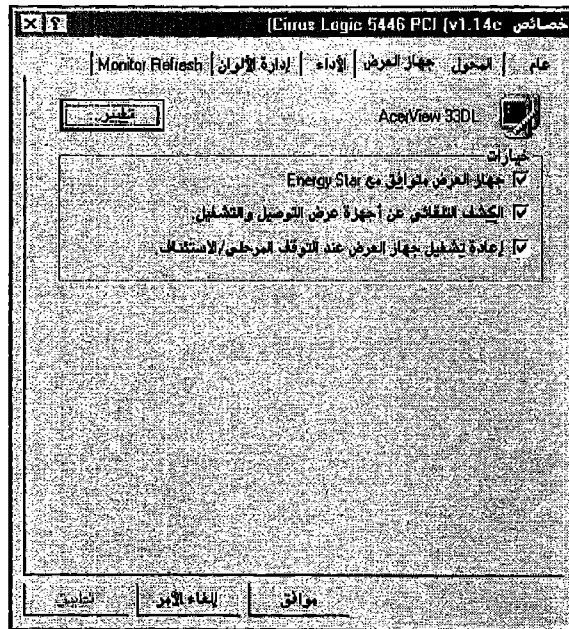 خصائص Cirrus Logic 5446 PCI (v1.14c)
عام المحول جهاز العرض الأداء إدارة الألوان Monitor Refresh
AcerView 33DL
تغيير...
خيارات
جهاز العرض متوافق مع Energy Star
الكشف التلقائي عن أجهزة عرض التوصيل والتشغيل.
إعادة تشغيل جهاز العرض عند التوقف المرحلي/الاستئناف.
موافق إلغاء الأمر تطبيق